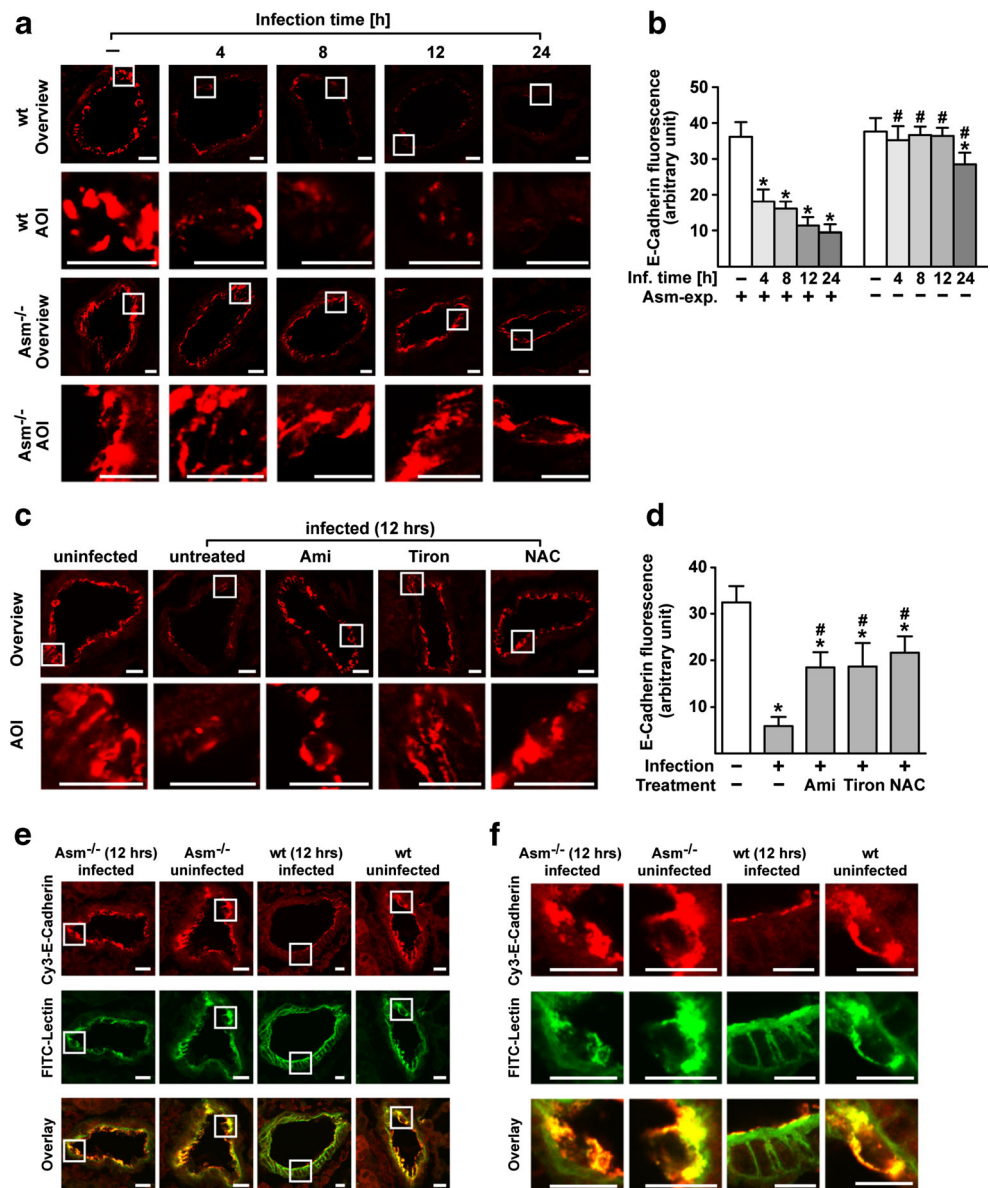 a
Infection time [h]
– 4 8 12 24
wt
Overview
wt
AOI
Asm-/-
Overview
Asm-/-
AOI
b
E-Cadherin fluorescence
(arbitrary unit)
40
30
20
10
* * * *
# # # # *
Inf. time [h] – 4 8 12 24 – 4 8 12 24
Asm-exp. + + + + + – – – – –
c
infected (12 hrs)
uninfected untreated Ami Tiron NAC
Overview
AOI
d
E-Cadherin fluorescence
(arbitrary unit)
40
30
20
10
# # #
* * * *
Infection – + + + +
Treatment – – Ami Tiron NAC
e
Asm-/- (12 hrs) Asm-/- wt (12 hrs) wt
infected uninfected infected uninfected
Cy3-E-Cadherin
FITC-Lectin
Overlay
f
Asm-/- (12 hrs) Asm-/- wt (12 hrs) wt
infected uninfected infected uninfected
Cy3-E-Cadherin
FITC-Lectin
Overlay